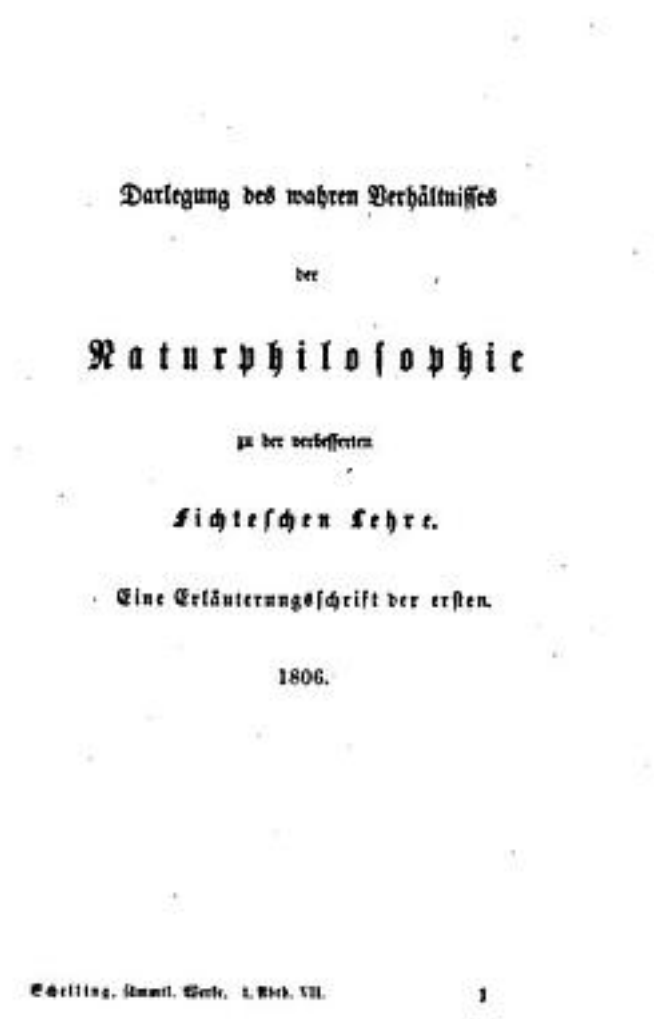 Darlegung des wahren Verhältnisses
der
Naturphilosophie
zu der verbesserten
Fichteschen Lehre.
Eine Erläuterungsschrift der ersten.
1806.
Schelling, sämmtl. Werke, 1. Abth. VII. 1